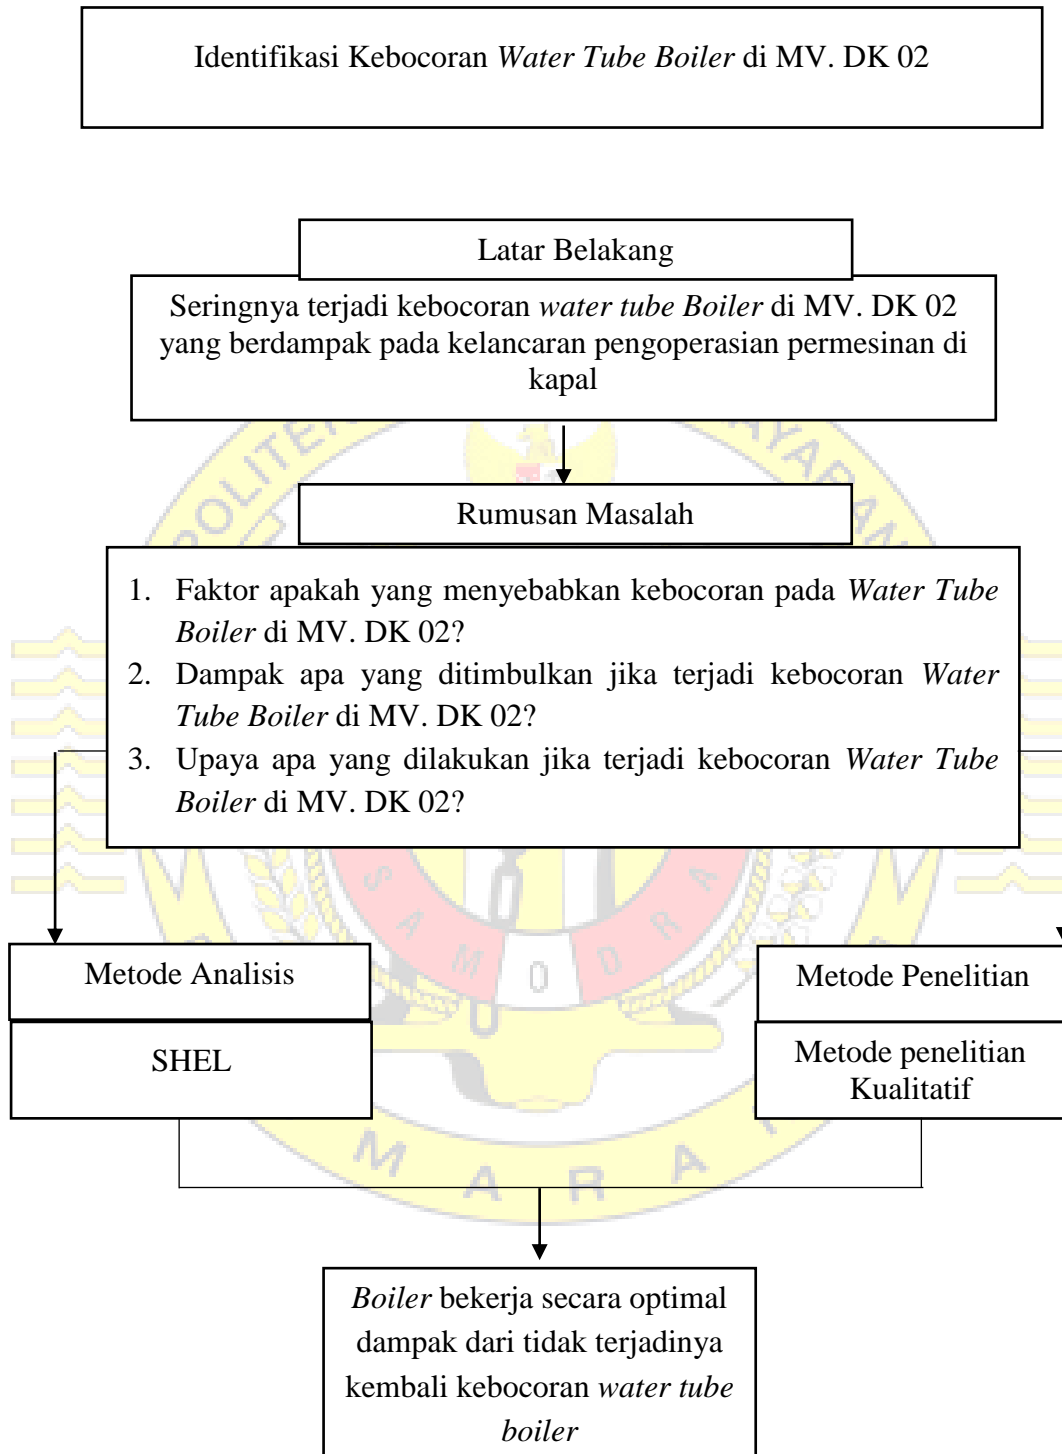 Identifikasi Kebocoran Water Tube Boiler di MV. DK 02
Latar Belakang
Seringnya terjadi kebocoran water tube Boiler di MV. DK 02
yang berdampak pada kelancaran pengoperasian permesinan di
kapal
POLITE
AYARAN
Rumusan Masalah
1. Faktor apakah yang menyebabkan kebocoran pada Water Tube
Boiler di MV. DK 02?
2. Dampak apa yang ditimbulkan jika terjadi kebocoran Water
Tube Boiler di MV. DK 02?
3. Upaya apa yang dilakukan jika terjadi kebocoran Water Tube
Boiler di MV. DK 02?
SAMODRA
Metode Analisis
Metode Penelitian
SHEL
Metode penelitian
Kualitatif
MARA
Boiler bekerja secara optimal
dampak dari tidak terjadinya
kembali kebocoran water tube
boiler